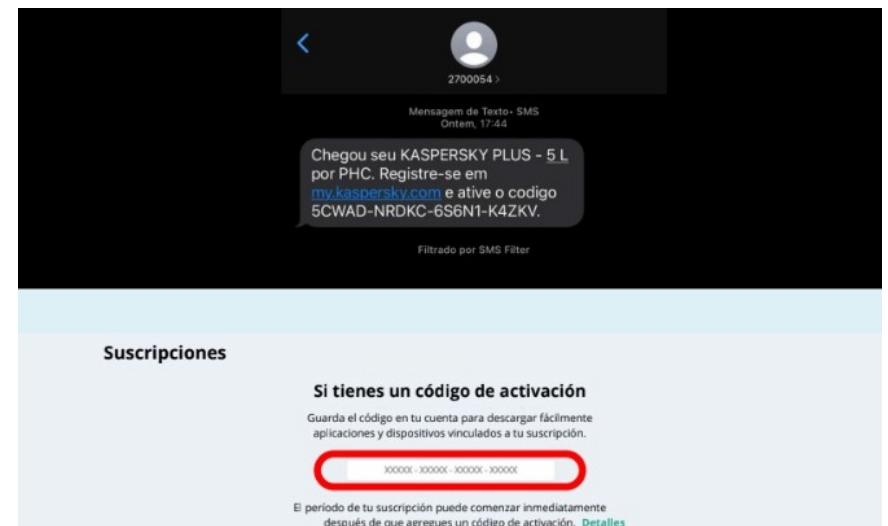 2700054 >
Mensagem de Texto• SMS
Ontem, 17:44
Chegou seu KASPERSKY PLUS - 5 L
por PHC. Registre-se em
my.kaspersky.com e ative o codigo
5CWAD-NRDKC-6S6N1-K4ZKV.
Filtrado por SMS Filter
Suscripciones
Si tienes un código de activación
Guarda el código en tu cuenta para descargar fácilmente
aplicaciones y dispositivos vinculados a tu suscripción.
XXXXX - XXXXX - XXXXX - XXXXX
El período de tu suscripción puede comenzar inmediatamente
después de que agregues un código de activación. Detalles